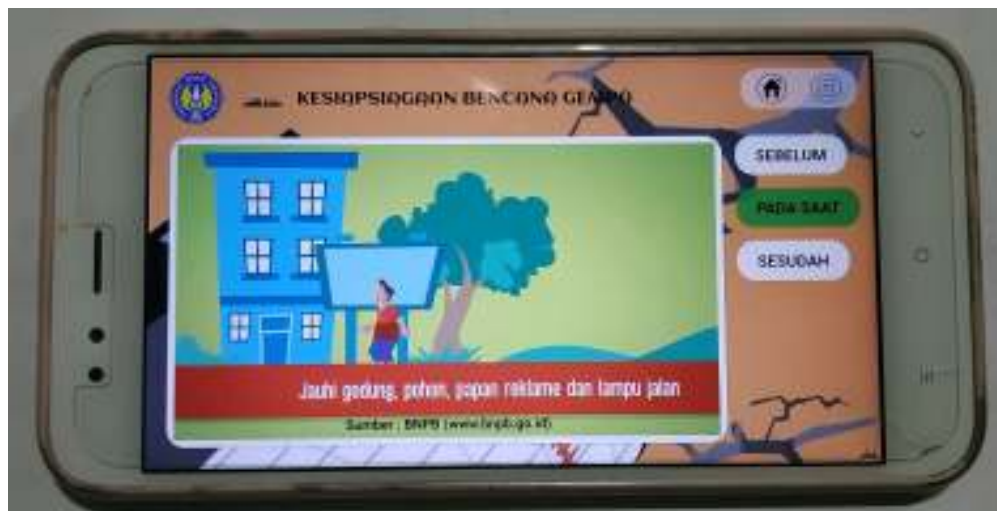 KESIAPSIAGAAN BENCANA GEMPA
SEBELUM
PADA SAAT
SESUDAH
Jauhi gedung, pohon, papan reklame dan lampu jalan
Sumber : BNPB (www.bnpb.go.id)